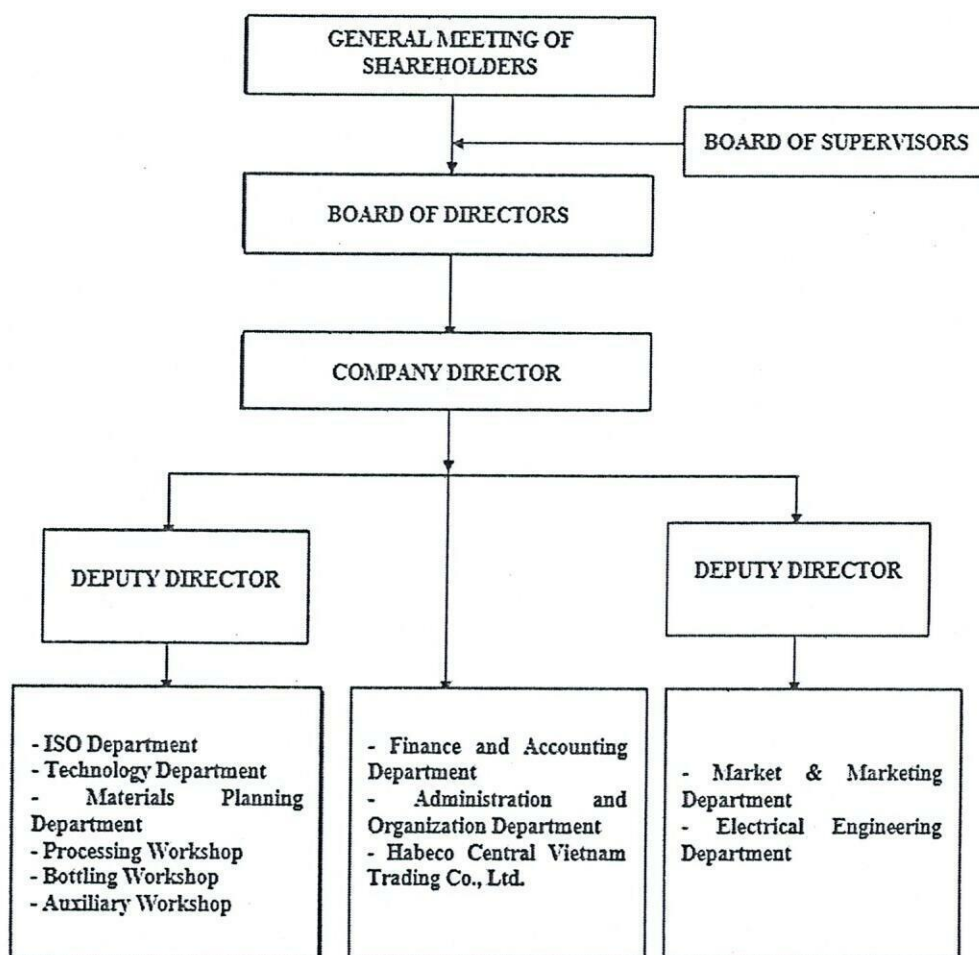 GENERAL MEETING OF
SHAREHOLDERS
BOARD OF SUPERVISORS
BOARD OF DIRECTORS
COMPANY DIRECTOR
DEPUTY DIRECTOR
DEPUTY DIRECTOR
- ISO Department
- Technology Department
- Materials Planning
Department
- Processing Workshop
- Bottling Workshop
- Auxiliary Workshop
- Finance and Accounting
Department
- Administration and
Organization Department
- Habeco Central Vietnam
Trading Co., Ltd.
- Market & Marketing
Department
- Electrical Engineering
Department